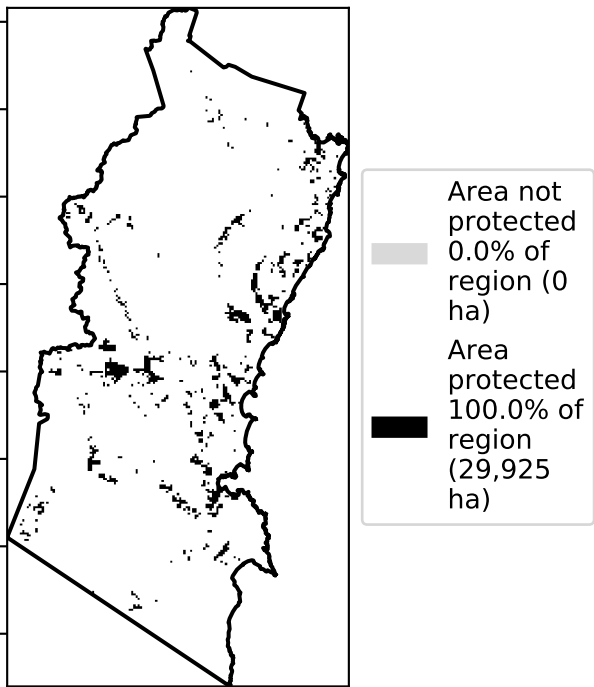 Area not
protected
0.0% of
region (0
ha)
Area
protected
100.0% of
region
(29,925
ha)